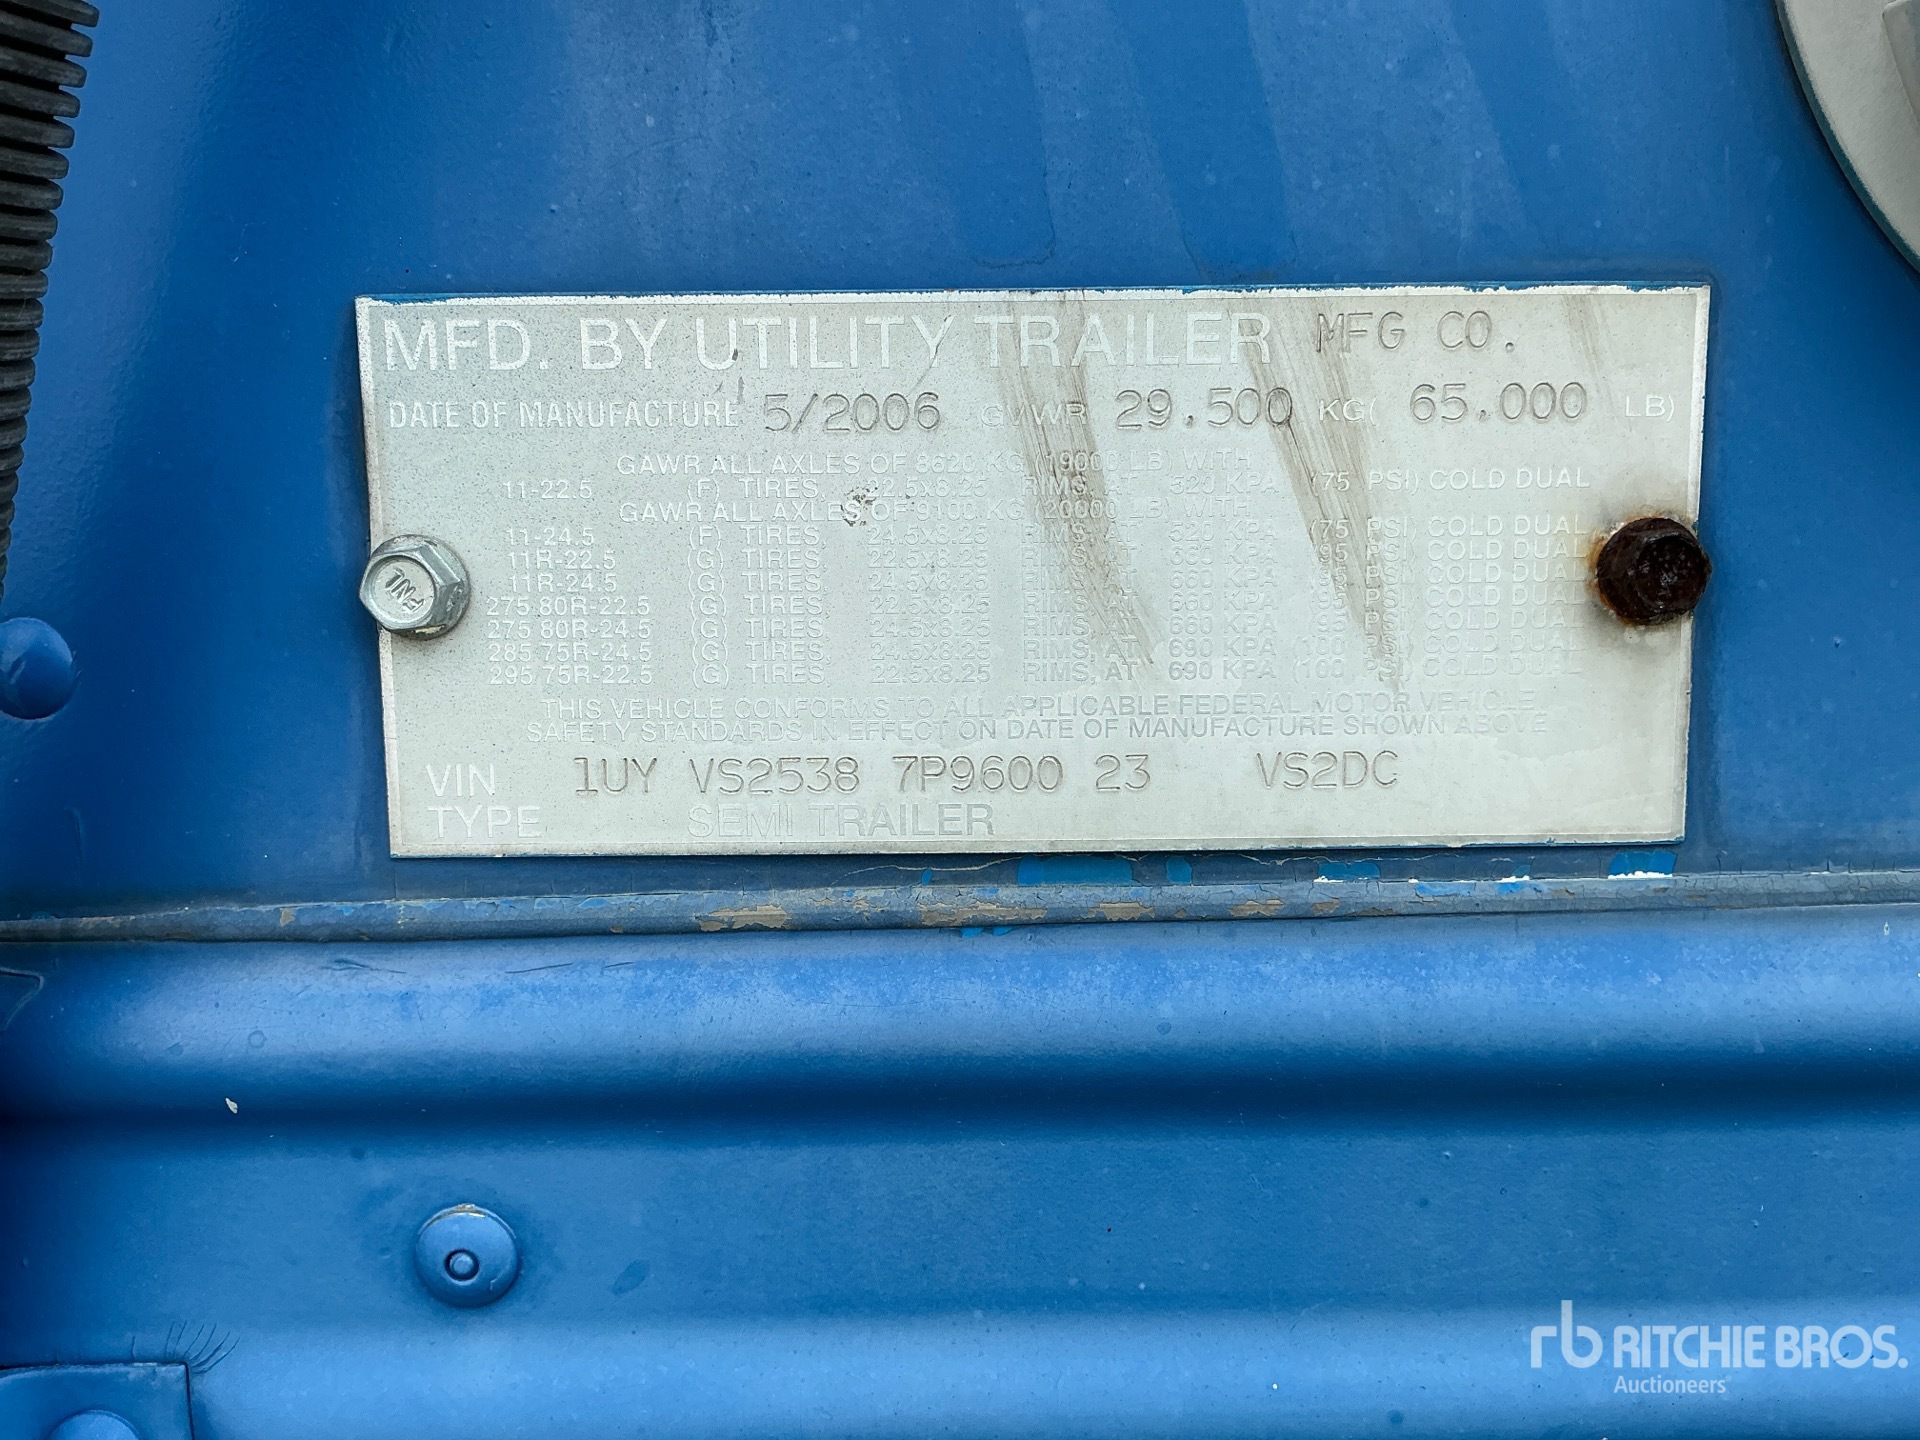 MFD. BY UTILITY TRAILER MFG CO.
DATE OF MANUFACTURE 5/2006 GVWR 29.500 KG( 65.000 LB)
GAWR ALL AXLES OF 8620 KG (19000 LB) WITH
11-22.5 (F) TIRES, 22.5x8.25 RIMS, AT 520 KPA (75 PSI) COLD DUAL
GAWR ALL AXLES OF 9100 KG (20000 LB) WITH
11-24.5 (F) TIRES, 24.5x8.25 RIMS, AT 520 KPA (75 PSI) COLD DUAL
11R-22.5 (G) TIRES, 22.5x8.25 RIMS, AT 660 KPA (95 PSI) COLD DUAL
11R-24.5 (G) TIRES, 24.5x8.25 RIMS, AT 660 KPA (95 PSI) COLD DUAL
275 80R-22.5 (G) TIRES, 22.5x8.25 RIMS, AT 660 KPA (95 PSI) COLD DUAL
275 80R-24.5 (G) TIRES, 24.5x8.25 RIMS, AT 660 KPA (95 PSI) COLD DUAL
285 75R-24.5 (G) TIRES, 24.5x8.25 RIMS, AT 690 KPA (100 PSI) COLD DUAL
295 75R-22.5 (G) TIRES, 22.5x8.25 RIMS, AT 690 KPA (100 PSI) COLD DUAL
THIS VEHICLE CONFORMS TO ALL APPLICABLE FEDERAL MOTOR VEHICLE
SAFETY STANDARDS IN EFFECT ON DATE OF MANUFACTURE SHOWN ABOVE
VIN 1UY VS2538 7P9600 23 VS2DC
TYPE SEMI TRAILER
rb RITCHIE BROS.
Auctioneers